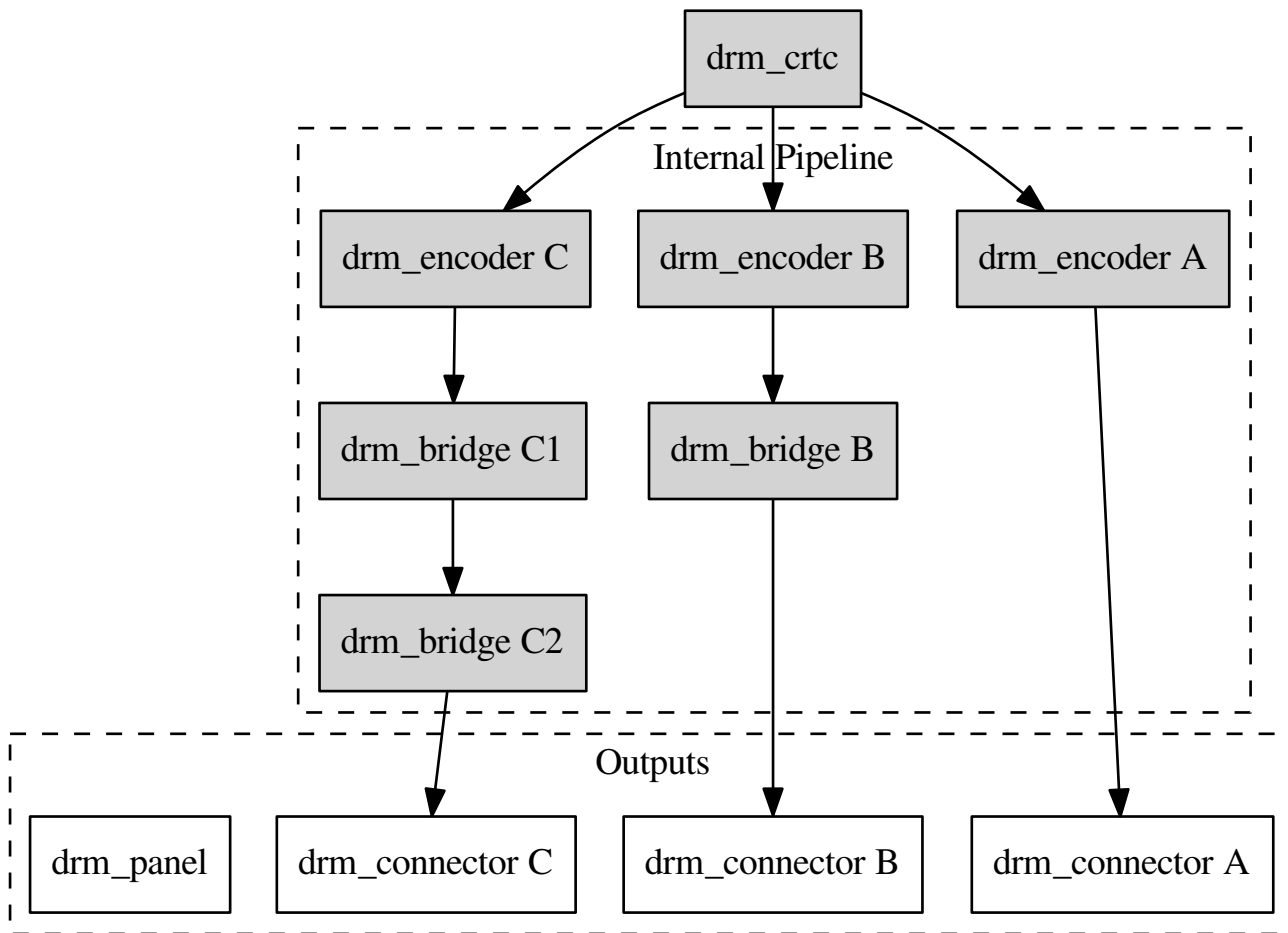 drm_crtc
Internal Pipeline
drm_encoder C
drm_encoder B
drm_encoder A
drm_bridge C1
drm_bridge B
drm_bridge C2
Outputs
drm_panel
drm_connector C
drm_connector B
drm_connector A